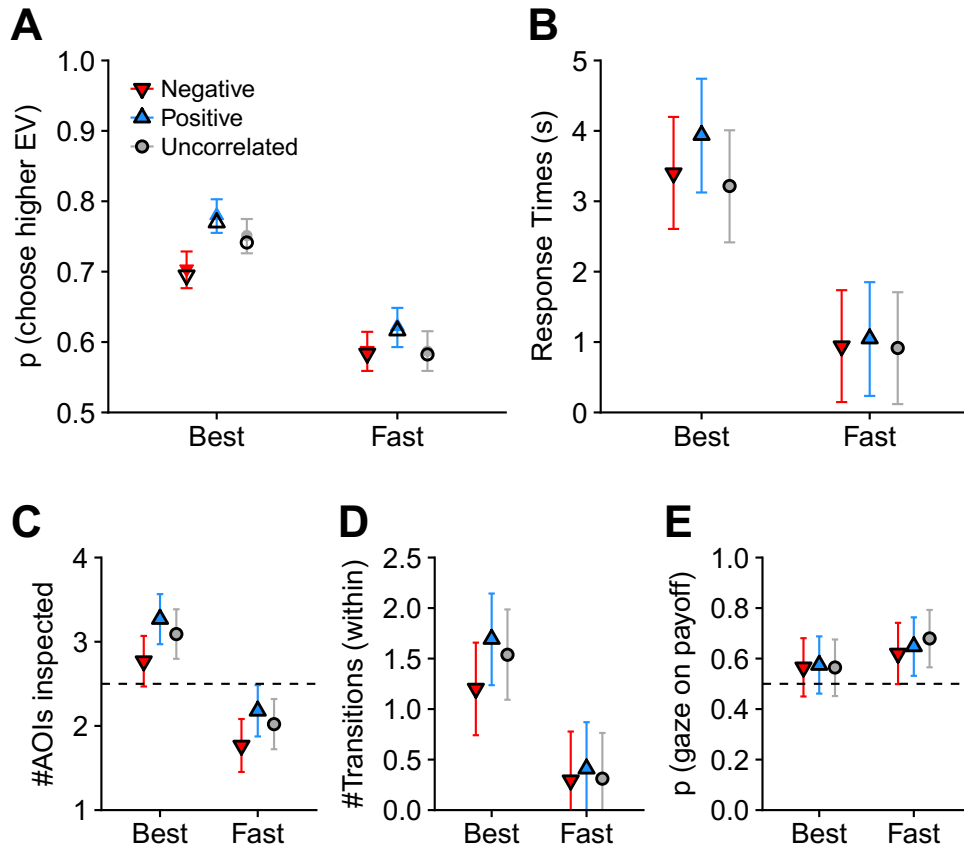 A
p (choose higher EV)
1.0
0.9
0.8
0.7
0.6
0.5
Negative
Positive
Uncorrelated
Best
Fast
B
Response Times (s)
5
4
3
2
1
0
Best
Fast
C
#AOIs inspected
4
3
2
1
Best
Fast
D
#Transitions (within)
2.5
2.0
1.5
1.0
0.5
0.0
Best
Fast
E
p (gaze on payoff)
1.0
0.8
0.6
0.4
0.2
0.0
Best
Fast